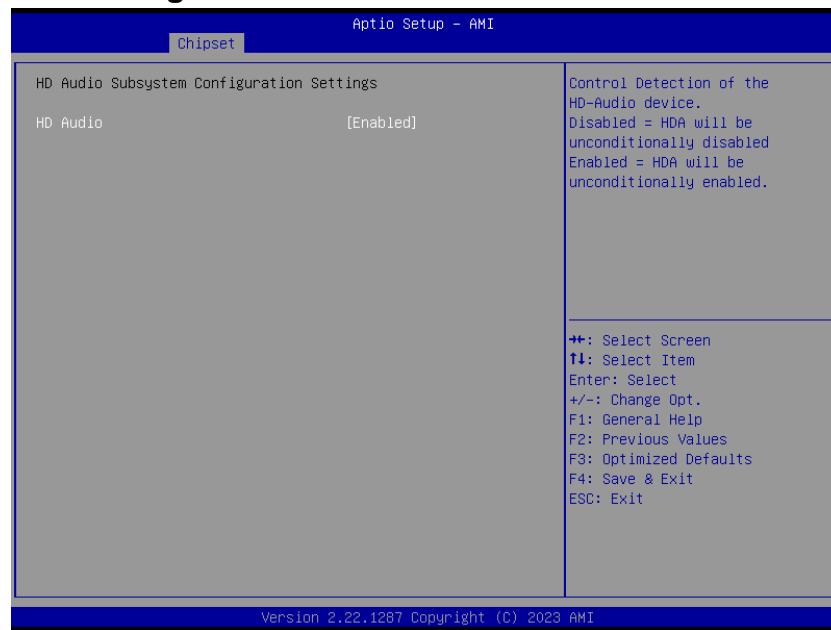 Aptio Setup – AMI
Chipset
HD Audio Subsystem Configuration Settings
HD Audio [Enabled]
Control Detection of the
HD-Audio device.
Disabled = HDA will be
unconditionally disabled
Enabled = HDA will be
unconditionally enabled.
→←: Select Screen
↑↓: Select Item
Enter: Select
+/-: Change Opt.
F1: General Help
F2: Previous Values
F3: Optimized Defaults
F4: Save & Exit
ESC: Exit
Version 2.22.1287 Copyright (C) 2023 AMI